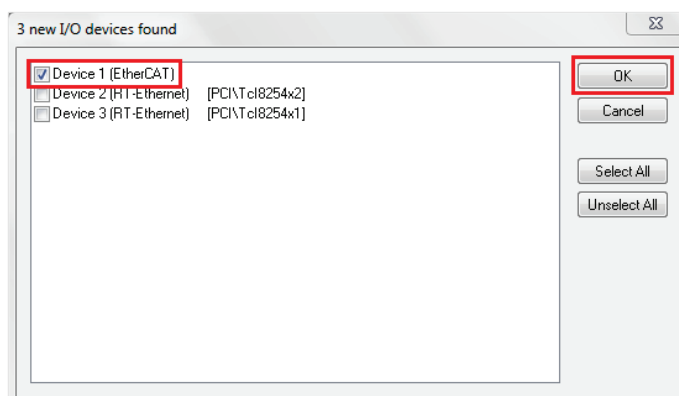 3 new I/O devices found
Device 1 (EtherCAT)
OK
Device 2 (RT-Ethernet) [PCI\TcI8254x2]
Device 3 (RT-Ethernet) [PCI\TcI8254x1]
Cancel
Select All
Unselect All